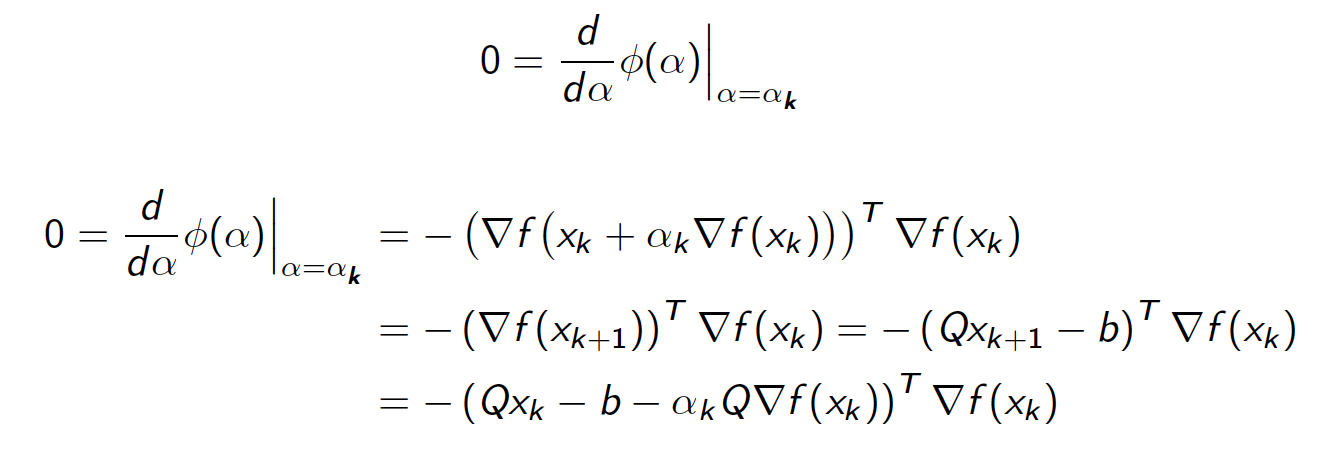 0 = d/dα ϕ(α)|_{α=α_k}
0 = d/dα ϕ(α)|_{α=α_k} = −(∇f(x_k + α_k∇f(x_k)))^T ∇f(x_k)
= −(∇f(x_{k+1}))^T ∇f(x_k) = −(Qx_{k+1} − b)^T ∇f(x_k)
= −(Qx_k − b − α_kQ∇f(x_k))^T ∇f(x_k)